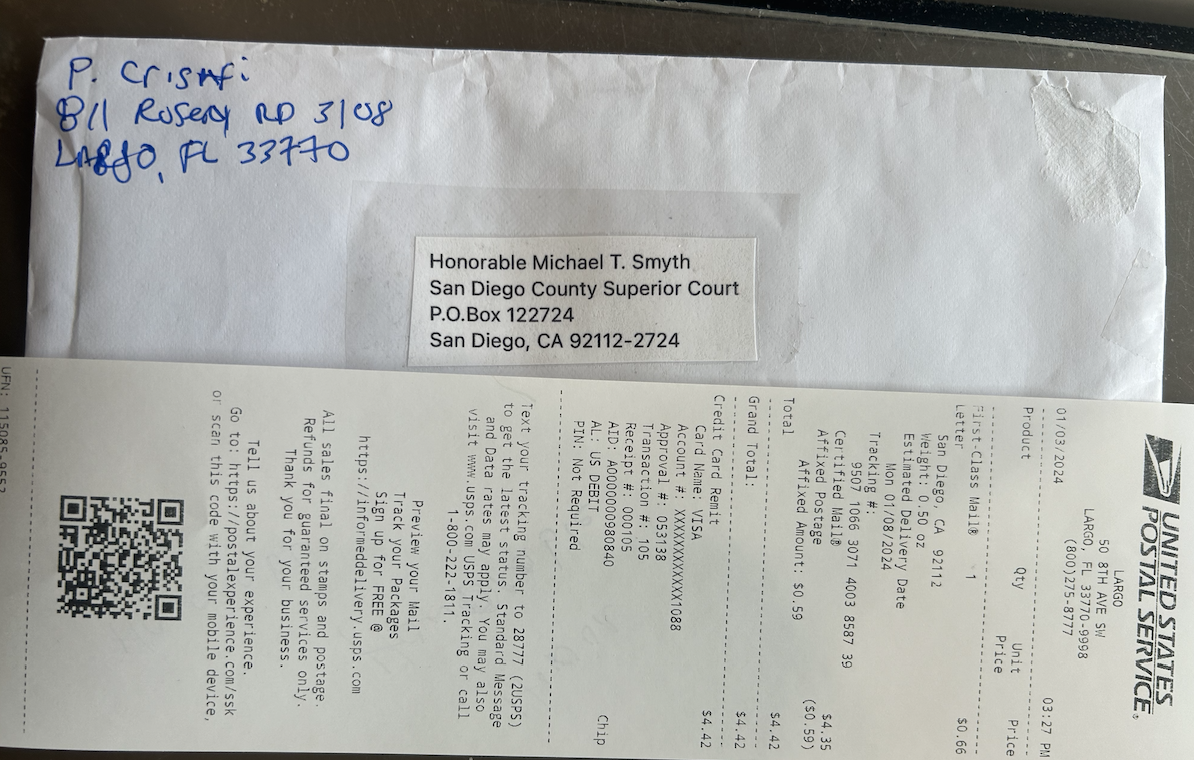 P. Crisafi
811 Rosery RD 3108
LARGO, FL 33770
Honorable Michael T. Smyth
San Diego County Superior Court
P.O.Box 122724
San Diego, CA 92112-2724
UNITED STATES
POSTAL SERVICE®
LARGO
50 8TH AVE SW
LARGO, FL 33770-9998
(800)275-8777
01/03/2024 03:27 PM
Product Qty Unit Price
Price
First-Class Mail® 1 $0.66
Letter
San Diego, CA 92112
Weight: 0.50 oz
Estimated Delivery Date
Mon 01/08/2024
Tracking #:
9507 1066 3071 4003 8587 39
Certified Mail® $4.35
Affixed Postage ($0.59)
Affixed Amount: $0.59
Total $4.42
Grand Total: $4.42
Credit Card Remit $4.42
Card Name: VISA
Account #: XXXXXXXXXXXX1088
Approval #: 053138
Transaction #: 105
Receipt #: 000105
AID: A0000000980840 Chip
AL: US DEBIT
PIN: Not Required
Text your tracking number to 28777 (2USPS)
to get the latest status. Standard Message
and Data rates may apply. You may also
visit www.usps.com USPS Tracking or call
1-800-222-1811.
Preview your Mail
Track your Packages
Sign up for FREE @
https://informeddelivery.usps.com
All sales final on stamps and postage.
Refunds for guaranteed services only.
Thank you for your business.
Tell us about your experience.
Go to: https://postalexperience.com/ssk
or scan this code with your mobile device,
UFN: 115085-9557